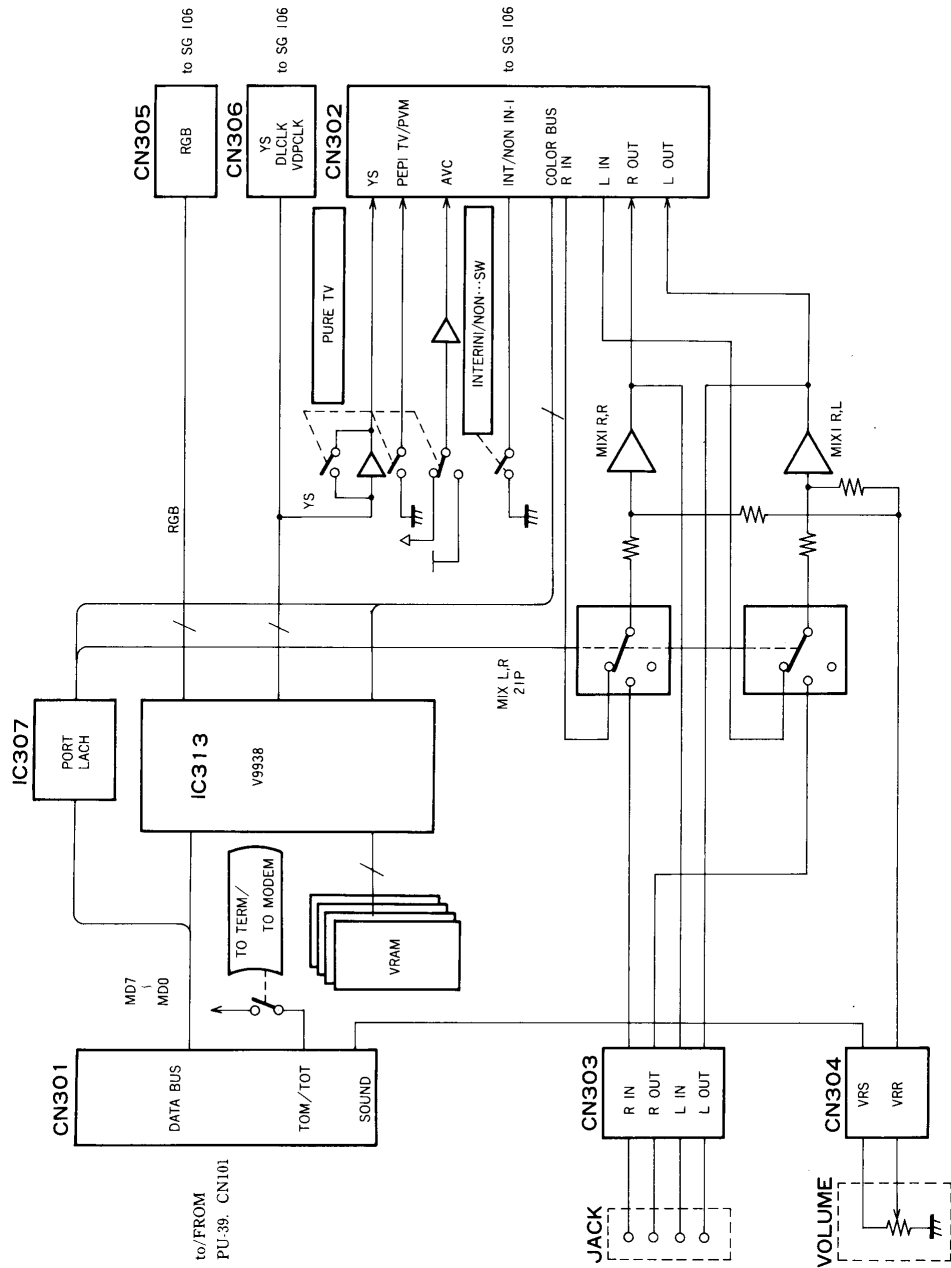 to/FROM
PU-39. CN101
CN301
DATA BUS
TOM/TOT
SOUND
MD7
MD0
TO TERM/
TO MODEM
VRAM
IC307
PORT
LACH
IC313
V9938
RGB
CN305
RGB
to SG 106
CN306
YS
DLCLK
VDPCLK
to SG 106
CN302
YS
PEPI TV/PVM
AVC
INT/NON IN-I
COLOR BUS
R IN
L IN
R OUT
L OUT
to SG 106
PURE TV
YS
INTERINI/NON···SW
MIX L,R
21P
MIXI R,R
MIXI R,L
JACK
CN303
R IN
R OUT
L IN
L OUT
VOLUME
CN304
VRS
VRR